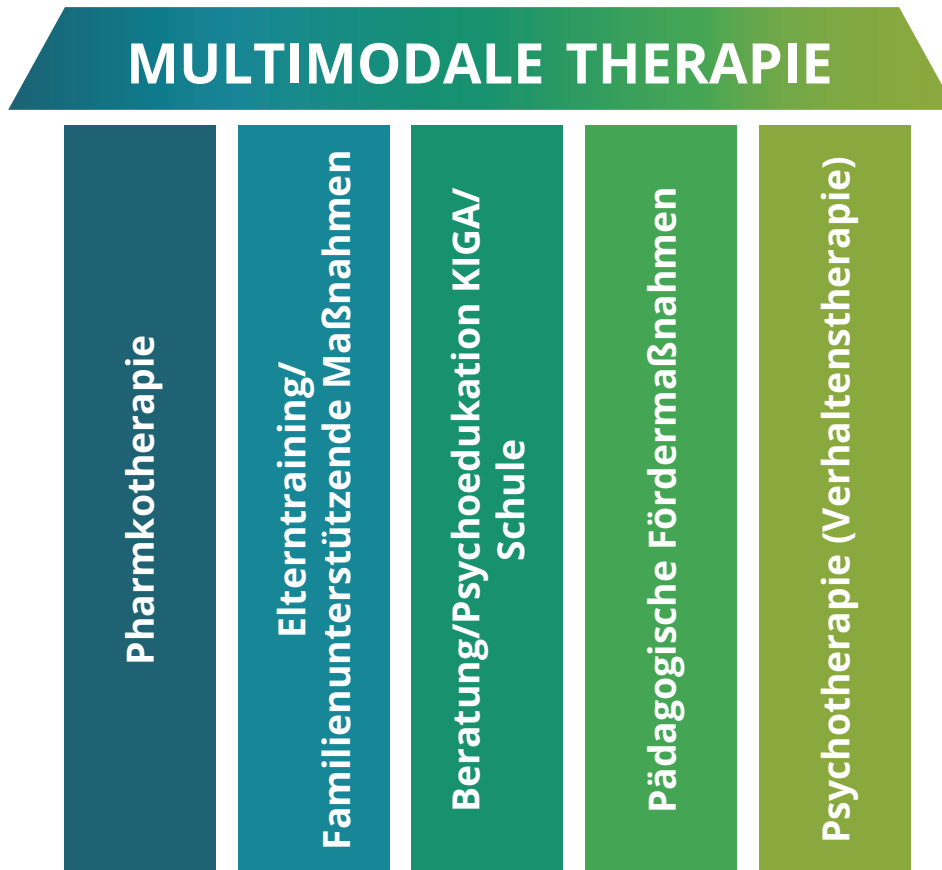 MULTIMODALE THERAPIE
Pharmkotherapie
Elterntraining/
Familienunterstützende Maßnahmen
Beratung/Psychoedukation KIGA/
Schule
Pädagogische Fördermaßnahmen
Psychotherapie (Verhaltenstherapie)